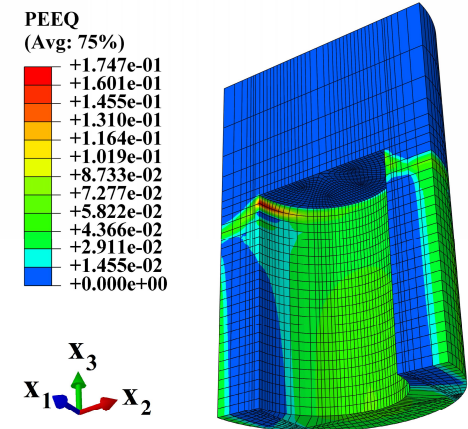 PEEQ
(Avg: 75%)
+1.747e-01
+1.601e-01
+1.455e-01
+1.310e-01
+1.164e-01
+1.019e-01
+8.733e-02
+7.277e-02
+5.822e-02
+4.366e-02
+2.911e-02
+1.455e-02
+0.000e+00
x3
x1 x2